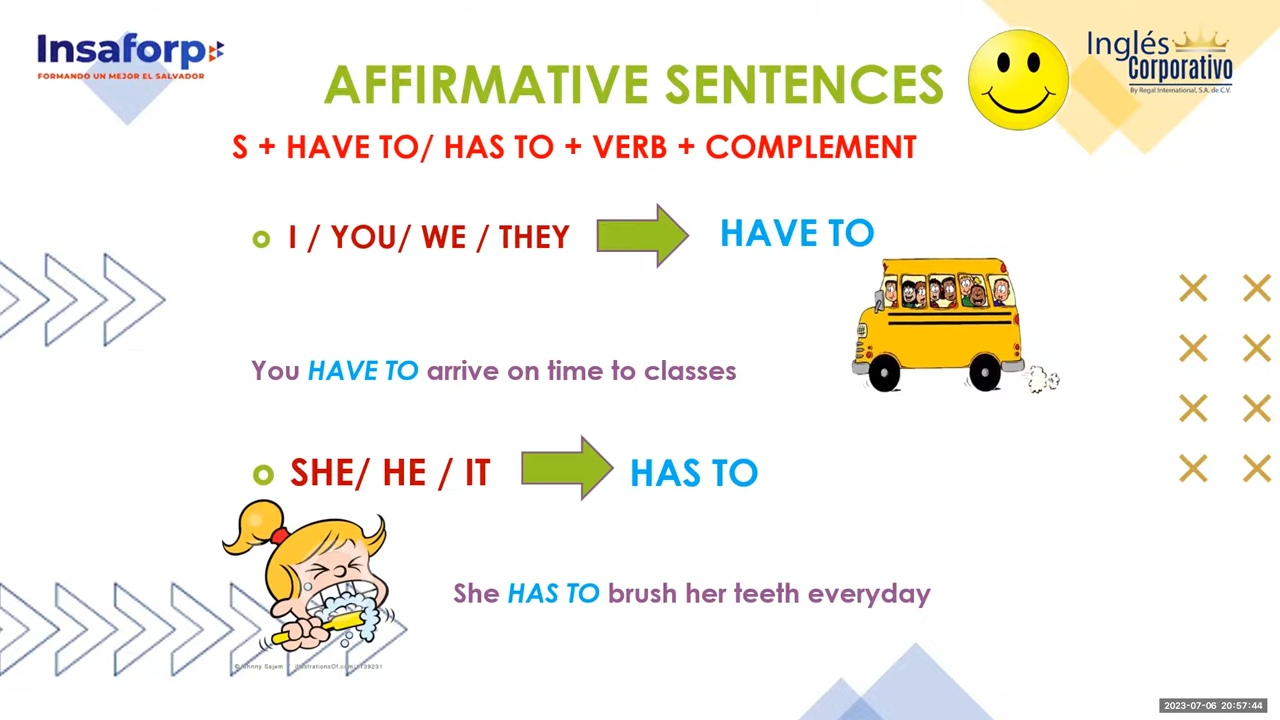 Insaforp
FORMANDO UN MEJOR EL SALVADOR
Inglés
Corporativo
By Regal International, S.A. de C.V.
AFFIRMATIVE SENTENCES
S + HAVE TO/ HAS TO + VERB + COMPLEMENT
I / YOU/ WE / THEY
HAVE TO
You HAVE TO arrive on time to classes
SHE/ HE / IT
HAS TO
She HAS TO brush her teeth everyday
2023-07-06 20:57:44